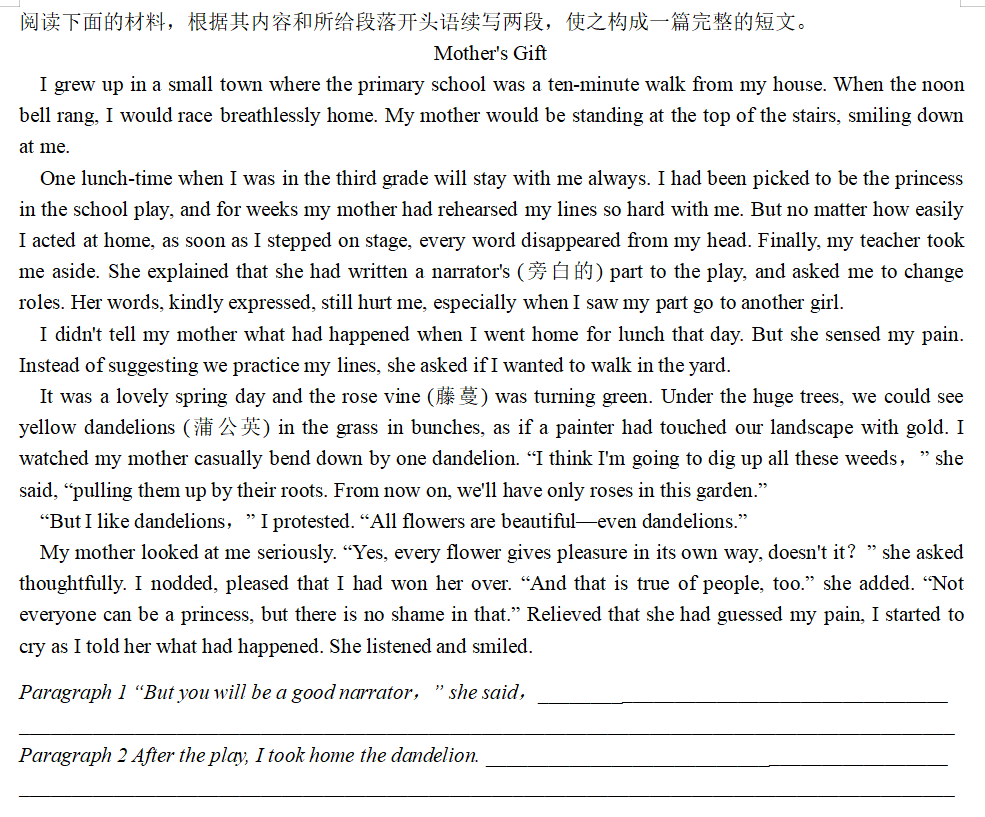 阅读下面的材料，根据其内容和所给段落开头语续写两段，使之构成一篇完整的短文。
Mother's Gift
I grew up in a small town where the primary school was a ten-minute walk from my house. When the noon
bell rang, I would race breathlessly home. My mother would be standing at the top of the stairs, smiling down
at me.
One lunch-time when I was in the third grade will stay with me always. I had been picked to be the princess
in the school play, and for weeks my mother had rehearsed my lines so hard with me. But no matter how easily
I acted at home, as soon as I stepped on stage, every word disappeared from my head. Finally, my teacher took
me aside. She explained that she had written a narrator's (旁白的) part to the play, and asked me to change
roles. Her words, kindly expressed, still hurt me, especially when I saw my part go to another girl.
I didn't tell my mother what had happened when I went home for lunch that day. But she sensed my pain.
Instead of suggesting we practice my lines, she asked if I wanted to walk in the yard.
It was a lovely spring day and the rose vine (藤蔓) was turning green. Under the huge trees, we could see
yellow dandelions (蒲公英) in the grass in bunches, as if a painter had touched our landscape with gold. I
watched my mother casually bend down by one dandelion. “I think I'm going to dig up all these weeds，” she
said, “pulling them up by their roots. From now on, we'll have only roses in this garden.”
“But I like dandelions，” I protested. “All flowers are beautiful—even dandelions.”
My mother looked at me seriously. “Yes, every flower gives pleasure in its own way, doesn't it？” she asked
thoughtfully. I nodded, pleased that I had won her over. “And that is true of people, too.” she added. “Not
everyone can be a princess, but there is no shame in that.” Relieved that she had guessed my pain, I started to
cry as I told her what had happened. She listened and smiled.
Paragraph 1 “But you will be a good narrator，” she said，
Paragraph 2 After the play, I took home the dandelion.